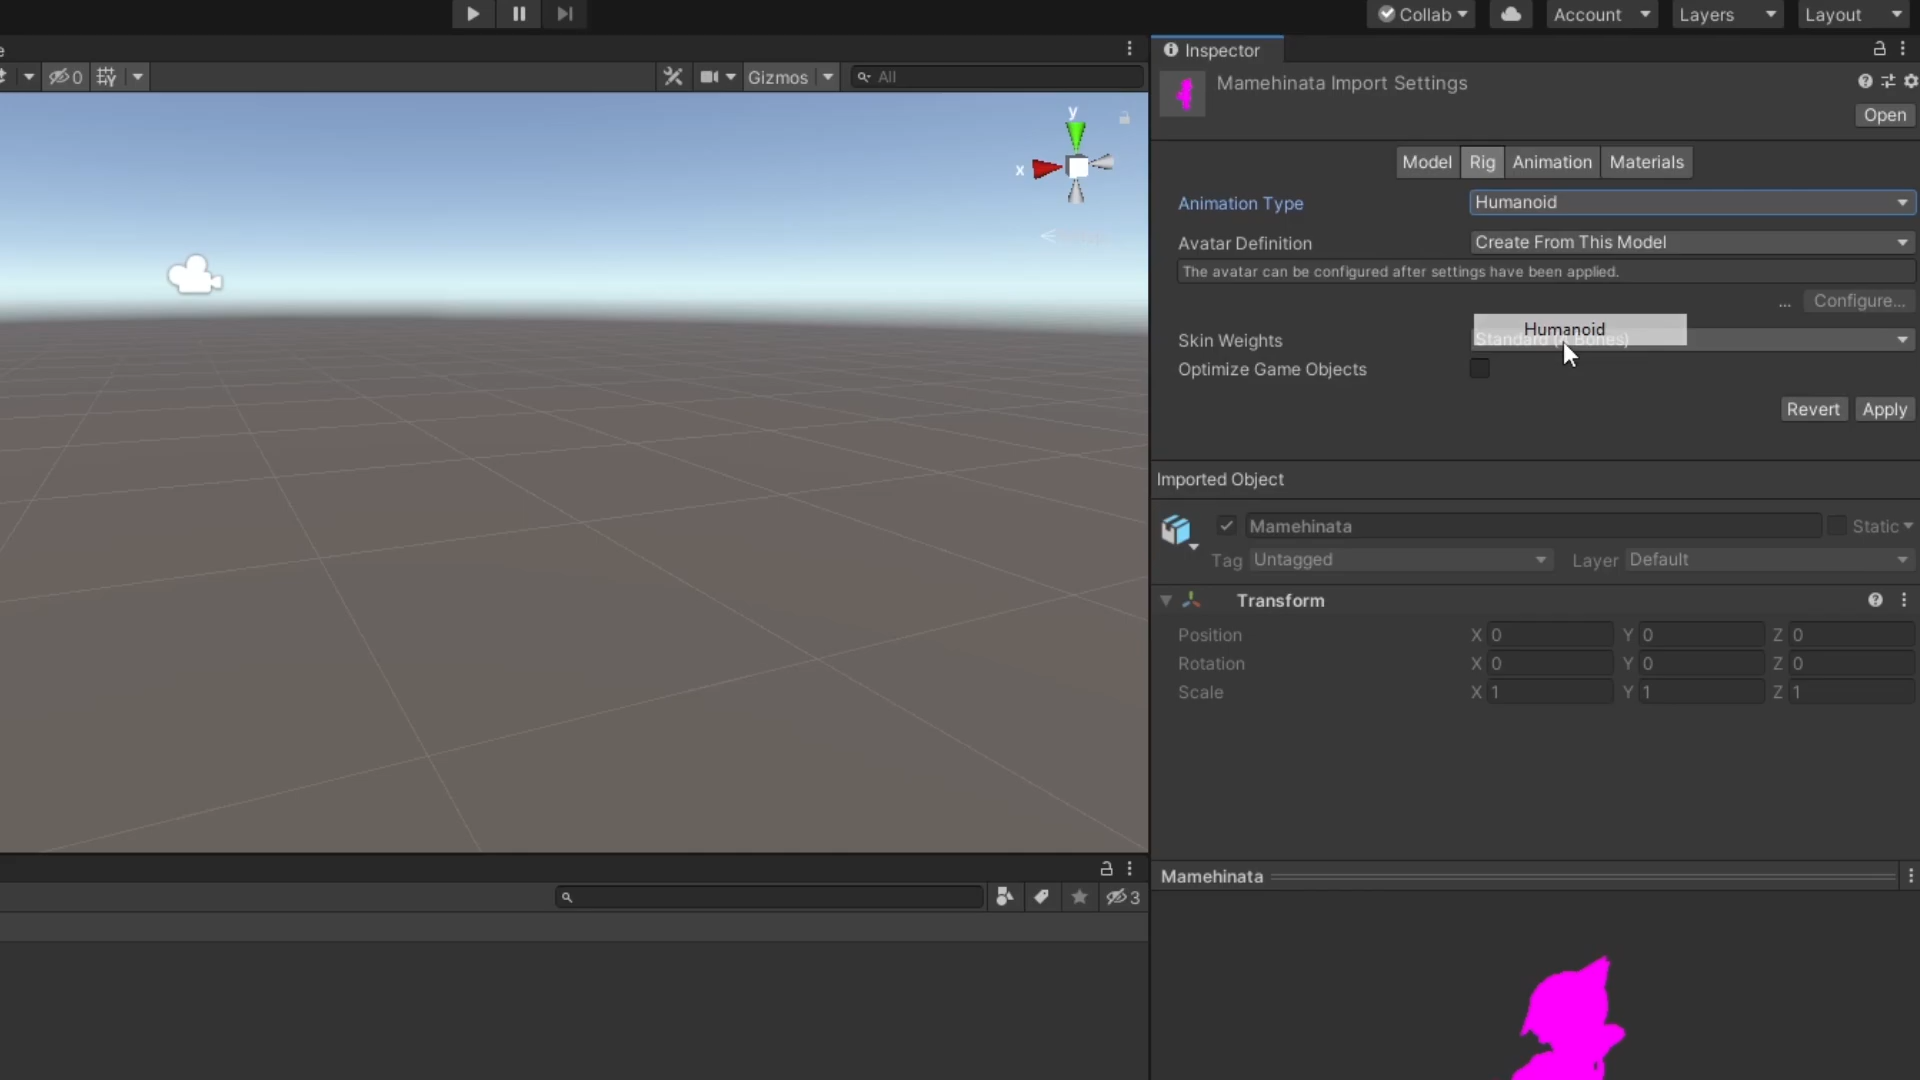 Collab
Account
Layers
Layout
e
0
Gizmos
All
y
x
Inspector
Mamehinata Import Settings
Open
Model
Rig
Animation
Materials
Animation Type
Humanoid
Avatar Definition
Create From This Model
The avatar can be configured after settings have been applied.
...
Configure...
Humanoid
Skin Weights
Standard (4 Bones)
Optimize Game Objects
Revert
Apply
Imported Object
Mamehinata
Static
Tag
Untagged
Layer
Default
Transform
Position
X 0
Y 0
Z 0
Rotation
X 0
Y 0
Z 0
Scale
X 1
Y 1
Z 1
3
Mamehinata